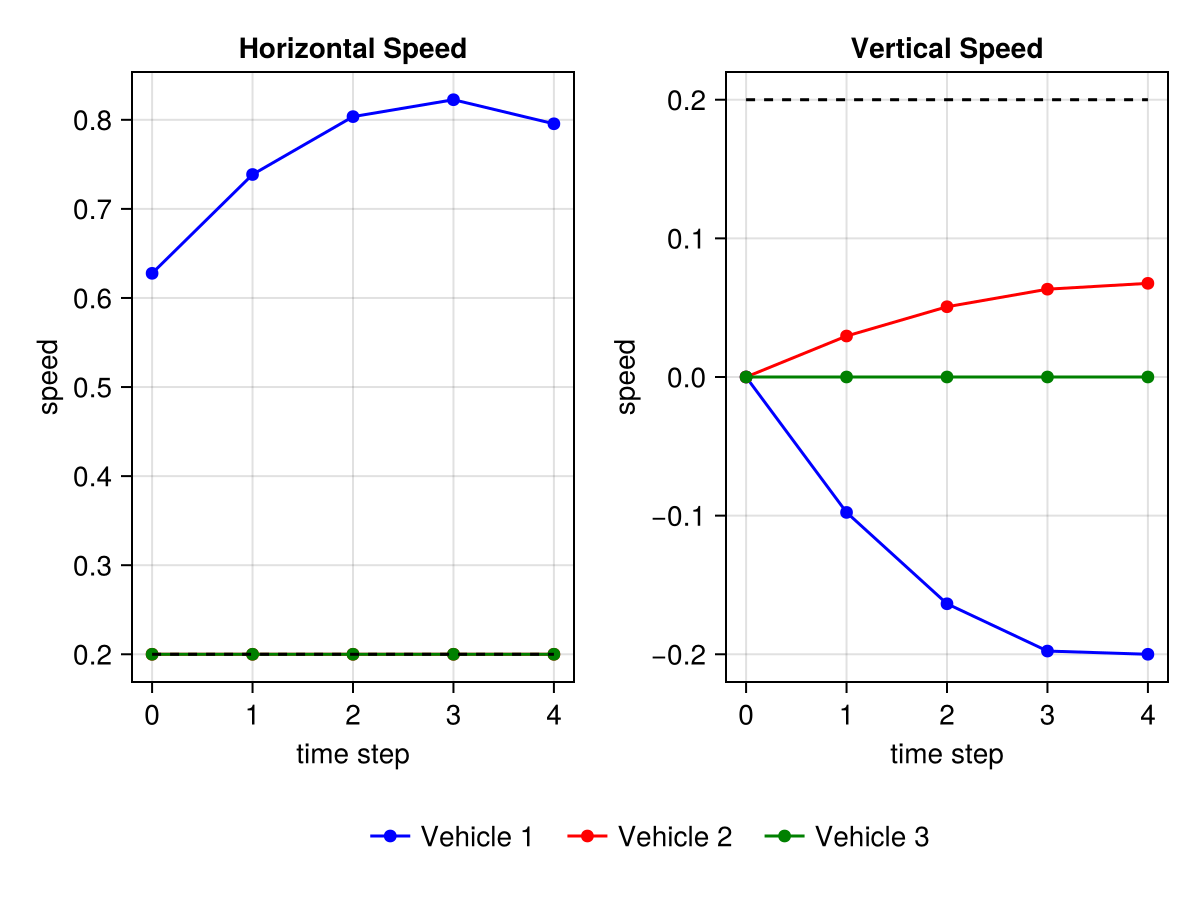 Horizontal Speed
0.8
0.7
0.6
0.5
0.4
0.3
0.2
speed
0 1 2 3 4
time step
Vertical Speed
0.2
0.1
0.0
−0.1
−0.2
speed
0 1 2 3 4
time step
Vehicle 1 Vehicle 2 Vehicle 3